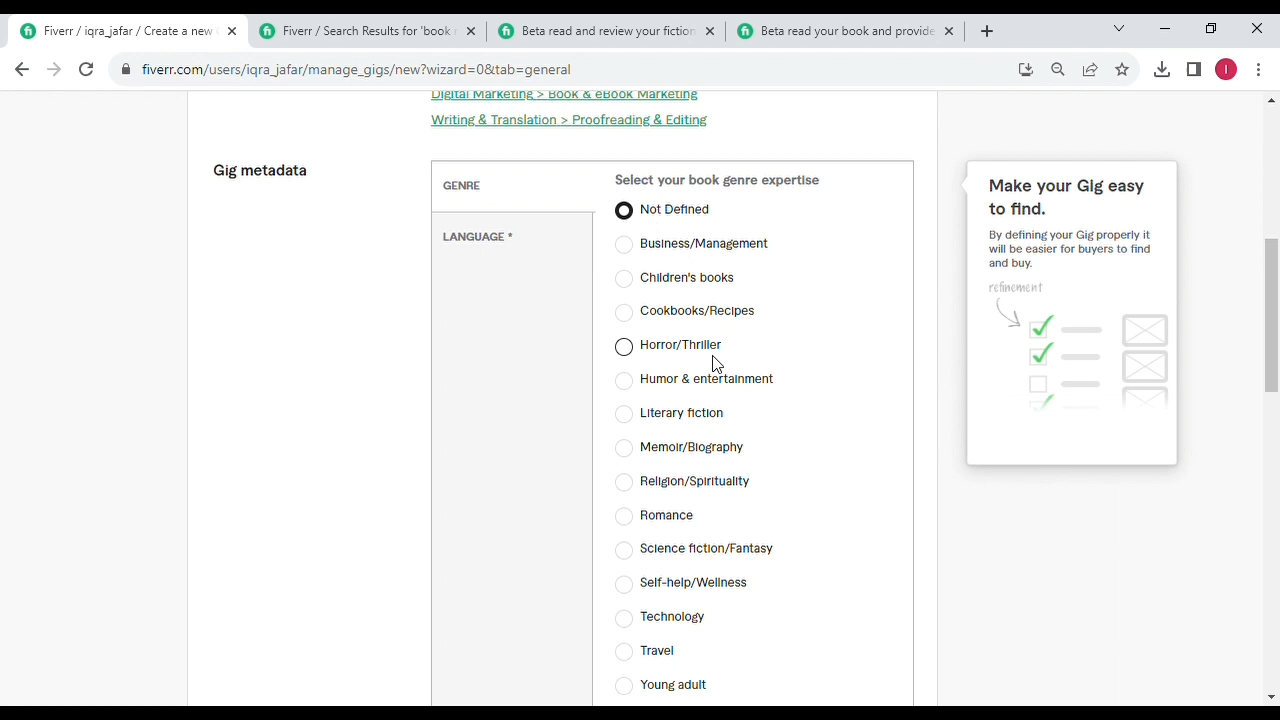 Fiverr / iqra_jafar / Create a new
Fiverr / Search Results for 'book
Beta read and review your fiction
Beta read your book and provide
fiverr.com/users/iqra_jafar/manage_gigs/new?wizard=0&tab=general
I
Digital Marketing > Book & eBook Marketing
Writing & Translation > Proofreading & Editing
Gig metadata
GENRE
LANGUAGE *
Select your book genre expertise
Not Defined
Business/Management
Children's books
Cookbooks/Recipes
Horror/Thriller
Humor & entertainment
Literary fiction
Memoir/Biography
Religion/Spirituality
Romance
Science fiction/Fantasy
Self-help/Wellness
Technology
Travel
Young adult
Make your Gig easy
to find.
By defining your Gig properly it
will be easier for buyers to find
and buy.
refinement